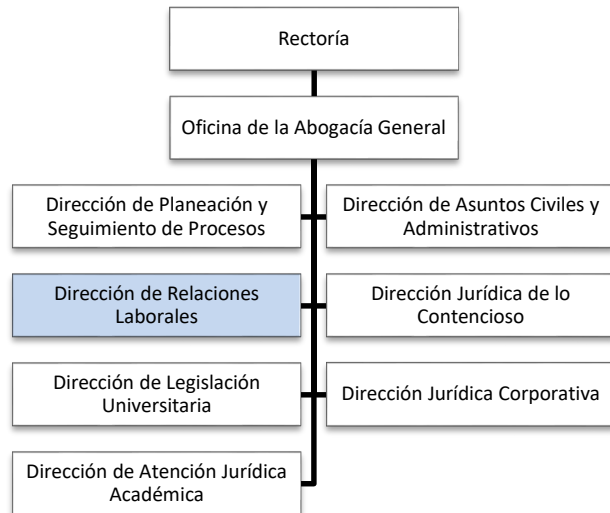 Rectoría
Oficina de la Abogacía General
Dirección de Planeación y
Seguimiento de Procesos
Dirección de Asuntos Civiles y
Administrativos
Dirección de Relaciones
Laborales
Dirección Jurídica de lo
Contencioso
Dirección de Legislación
Universitaria
Dirección Jurídica Corporativa
Dirección de Atención Jurídica
Académica